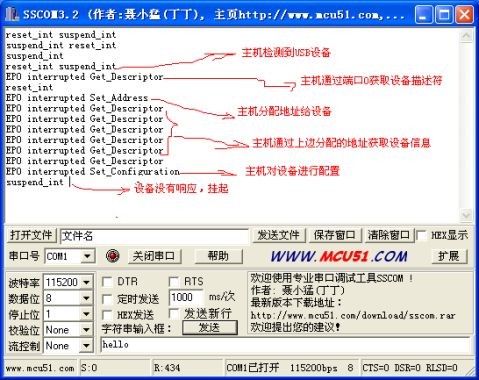 SSCOM3.2 (作者:聂小猛(丁丁), 主页http://www.mcu51.com,...
reset_int suspend_int
suspend_int reset_int
suspend_int
reset_int suspend_int 主机检测到USB设备
EP0 interrupted Get_Descriptor 主机通过端口0获取设备描述符
reset_int
EP0 interrupted Set_Address 主机分配地址给设备
EP0 interrupted Get_Descriptor
EP0 interrupted Get_Descriptor
EP0 interrupted Get_Descriptor 主机通过上边分配的地址获取设备信息
EP0 interrupted Get_Descriptor
EP0 interrupted Get_Descriptor
EP0 interrupted Set_Configuration 主机对设备进行配置
suspend_int 设备没有响应，挂起
打开文件 文件名 发送文件 保存窗口 清除窗口 HEX显示
串口号 COM1 关闭串口 帮助 WWW.MCU51.COM 扩展
波特率 115200 DTR RTS
数据位 8 定时发送 1000 ms/次
停止位 1 HEX发送 发送新行
校验位 None 字符串输入框: 发送
流控制 None hello
欢迎使用专业串口调试工具SSCOM !
作者: 聂小猛(丁丁)
最新版本下载地址:
http://www.mcu51.com/download/sscom.rar
欢迎提出您的建议!
www.mcu51.com S:0 R:434 COM1已打开 115200bps 8 CTS=0 DSR=0 RLSD=0